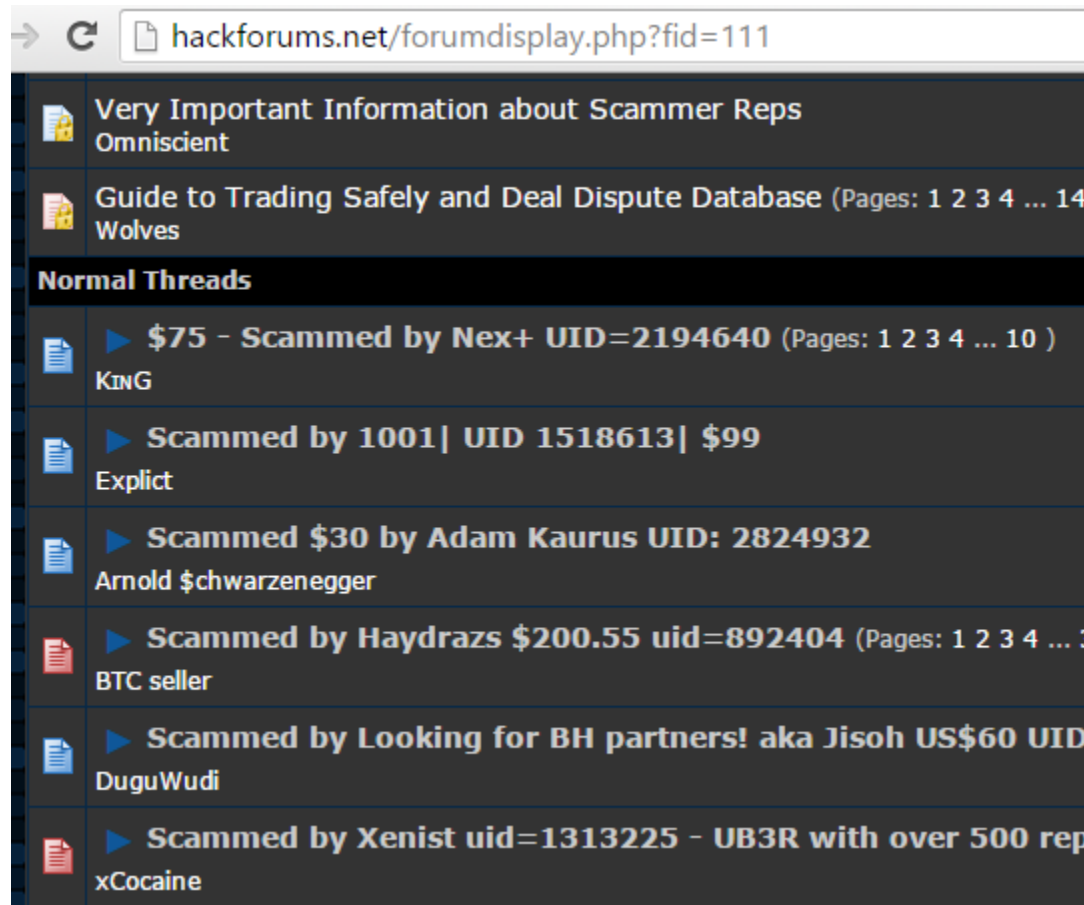 hackforums.net/forumdisplay.php?fid=111
Very Important Information about Scammer Reps
Omniscient
Guide to Trading Safely and Deal Dispute Database (Pages: 1 2 3 4 ... 14
Wolves
Normal Threads
$75 - Scammed by Nex+ UID=2194640 (Pages: 1 2 3 4 ... 10 )
KɪɴG
Scammed by 1001| UID 1518613| $99
Explict
Scammed $30 by Adam Kaurus UID: 2824932
Arnold $chwarzenegger
Scammed by Haydrazs $200.55 uid=892404 (Pages: 1 2 3 4 ...
BTC seller
Scammed by Looking for BH partners! aka Jisoh US$60 UID
DuguWudi
Scammed by Xenist uid=1313225 - UB3R with over 500 rep
xCocaine